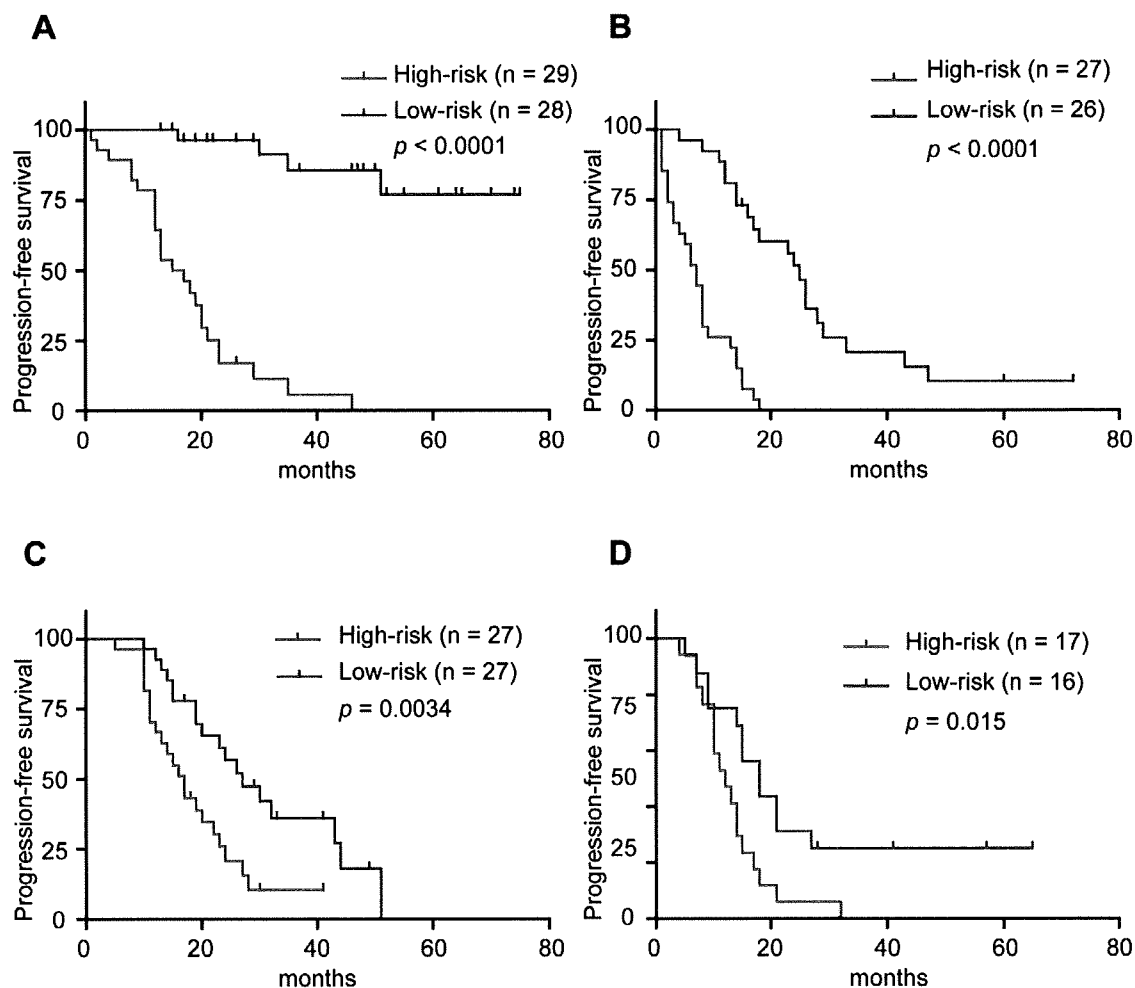 A
High-risk (n = 29)
Low-risk (n = 28)
p < 0.0001
Progression-free survival
100
75
50
25
0
0 20 40 60 80
months
B
High-risk (n = 27)
Low-risk (n = 26)
p < 0.0001
Progression-free survival
100
75
50
25
0
0 20 40 60 80
months
C
High-risk (n = 27)
Low-risk (n = 27)
p = 0.0034
Progression-free survival
100
75
50
25
0
0 20 40 60 80
months
D
High-risk (n = 17)
Low-risk (n = 16)
p = 0.015
Progression-free survival
100
75
50
25
0
0 20 40 60 80
months